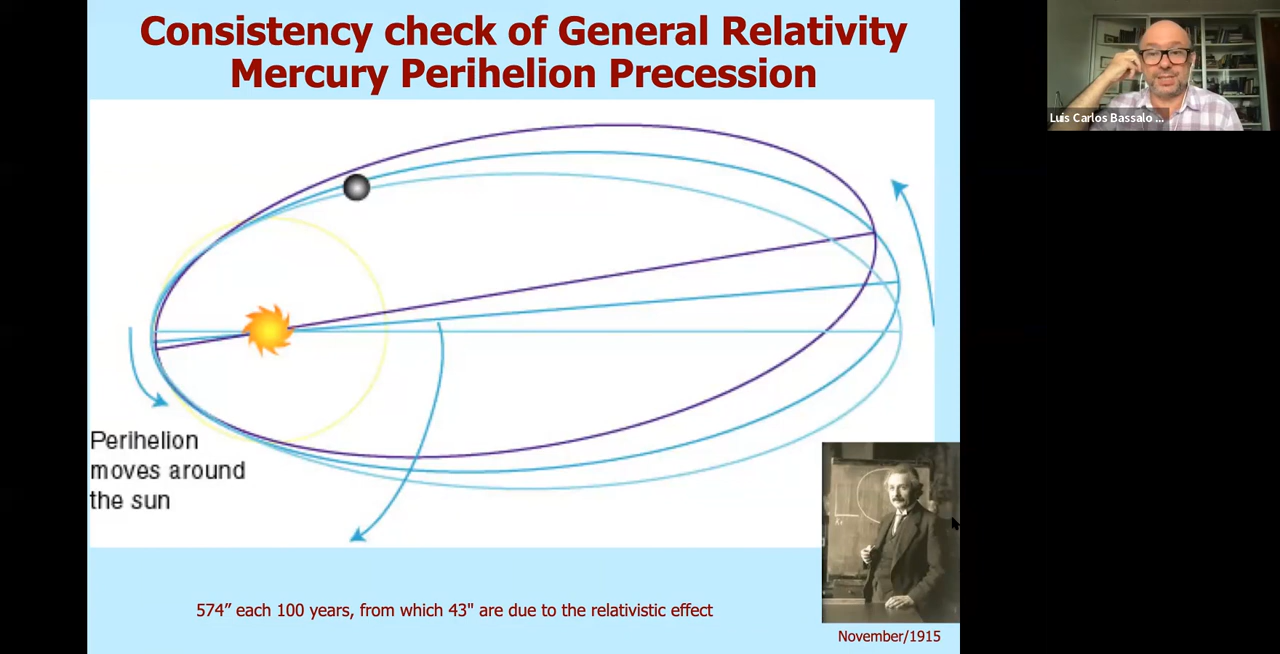 Consistency check of General Relativity
Mercury Perihelion Precession
Luis Carlos Bassalo ...
Perihelion
moves around
the sun
574” each 100 years, from which 43" are due to the relativistic effect
November/1915